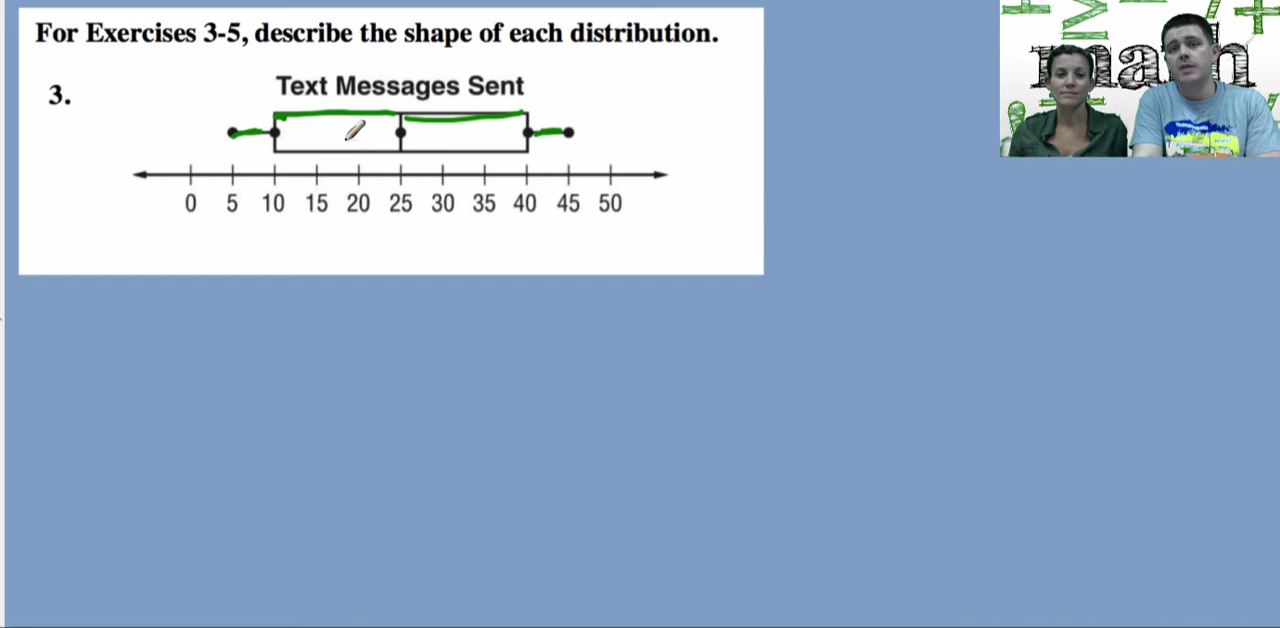 For Exercises 3-5, describe the shape of each distribution.
3.
Text Messages Sent
0 5 10 15 20 25 30 35 40 45 50
math